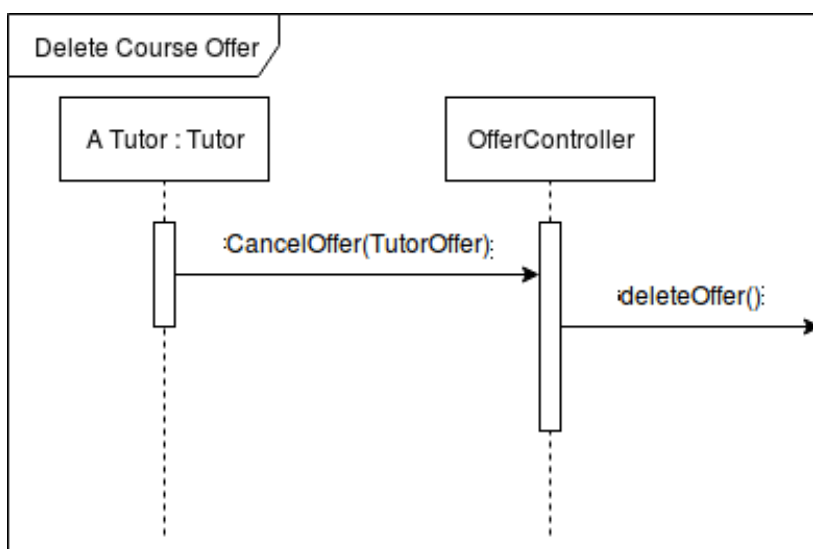 Delete Course Offer
A Tutor : Tutor
OfferController
CancelOffer(TutorOffer)
deleteOffer()